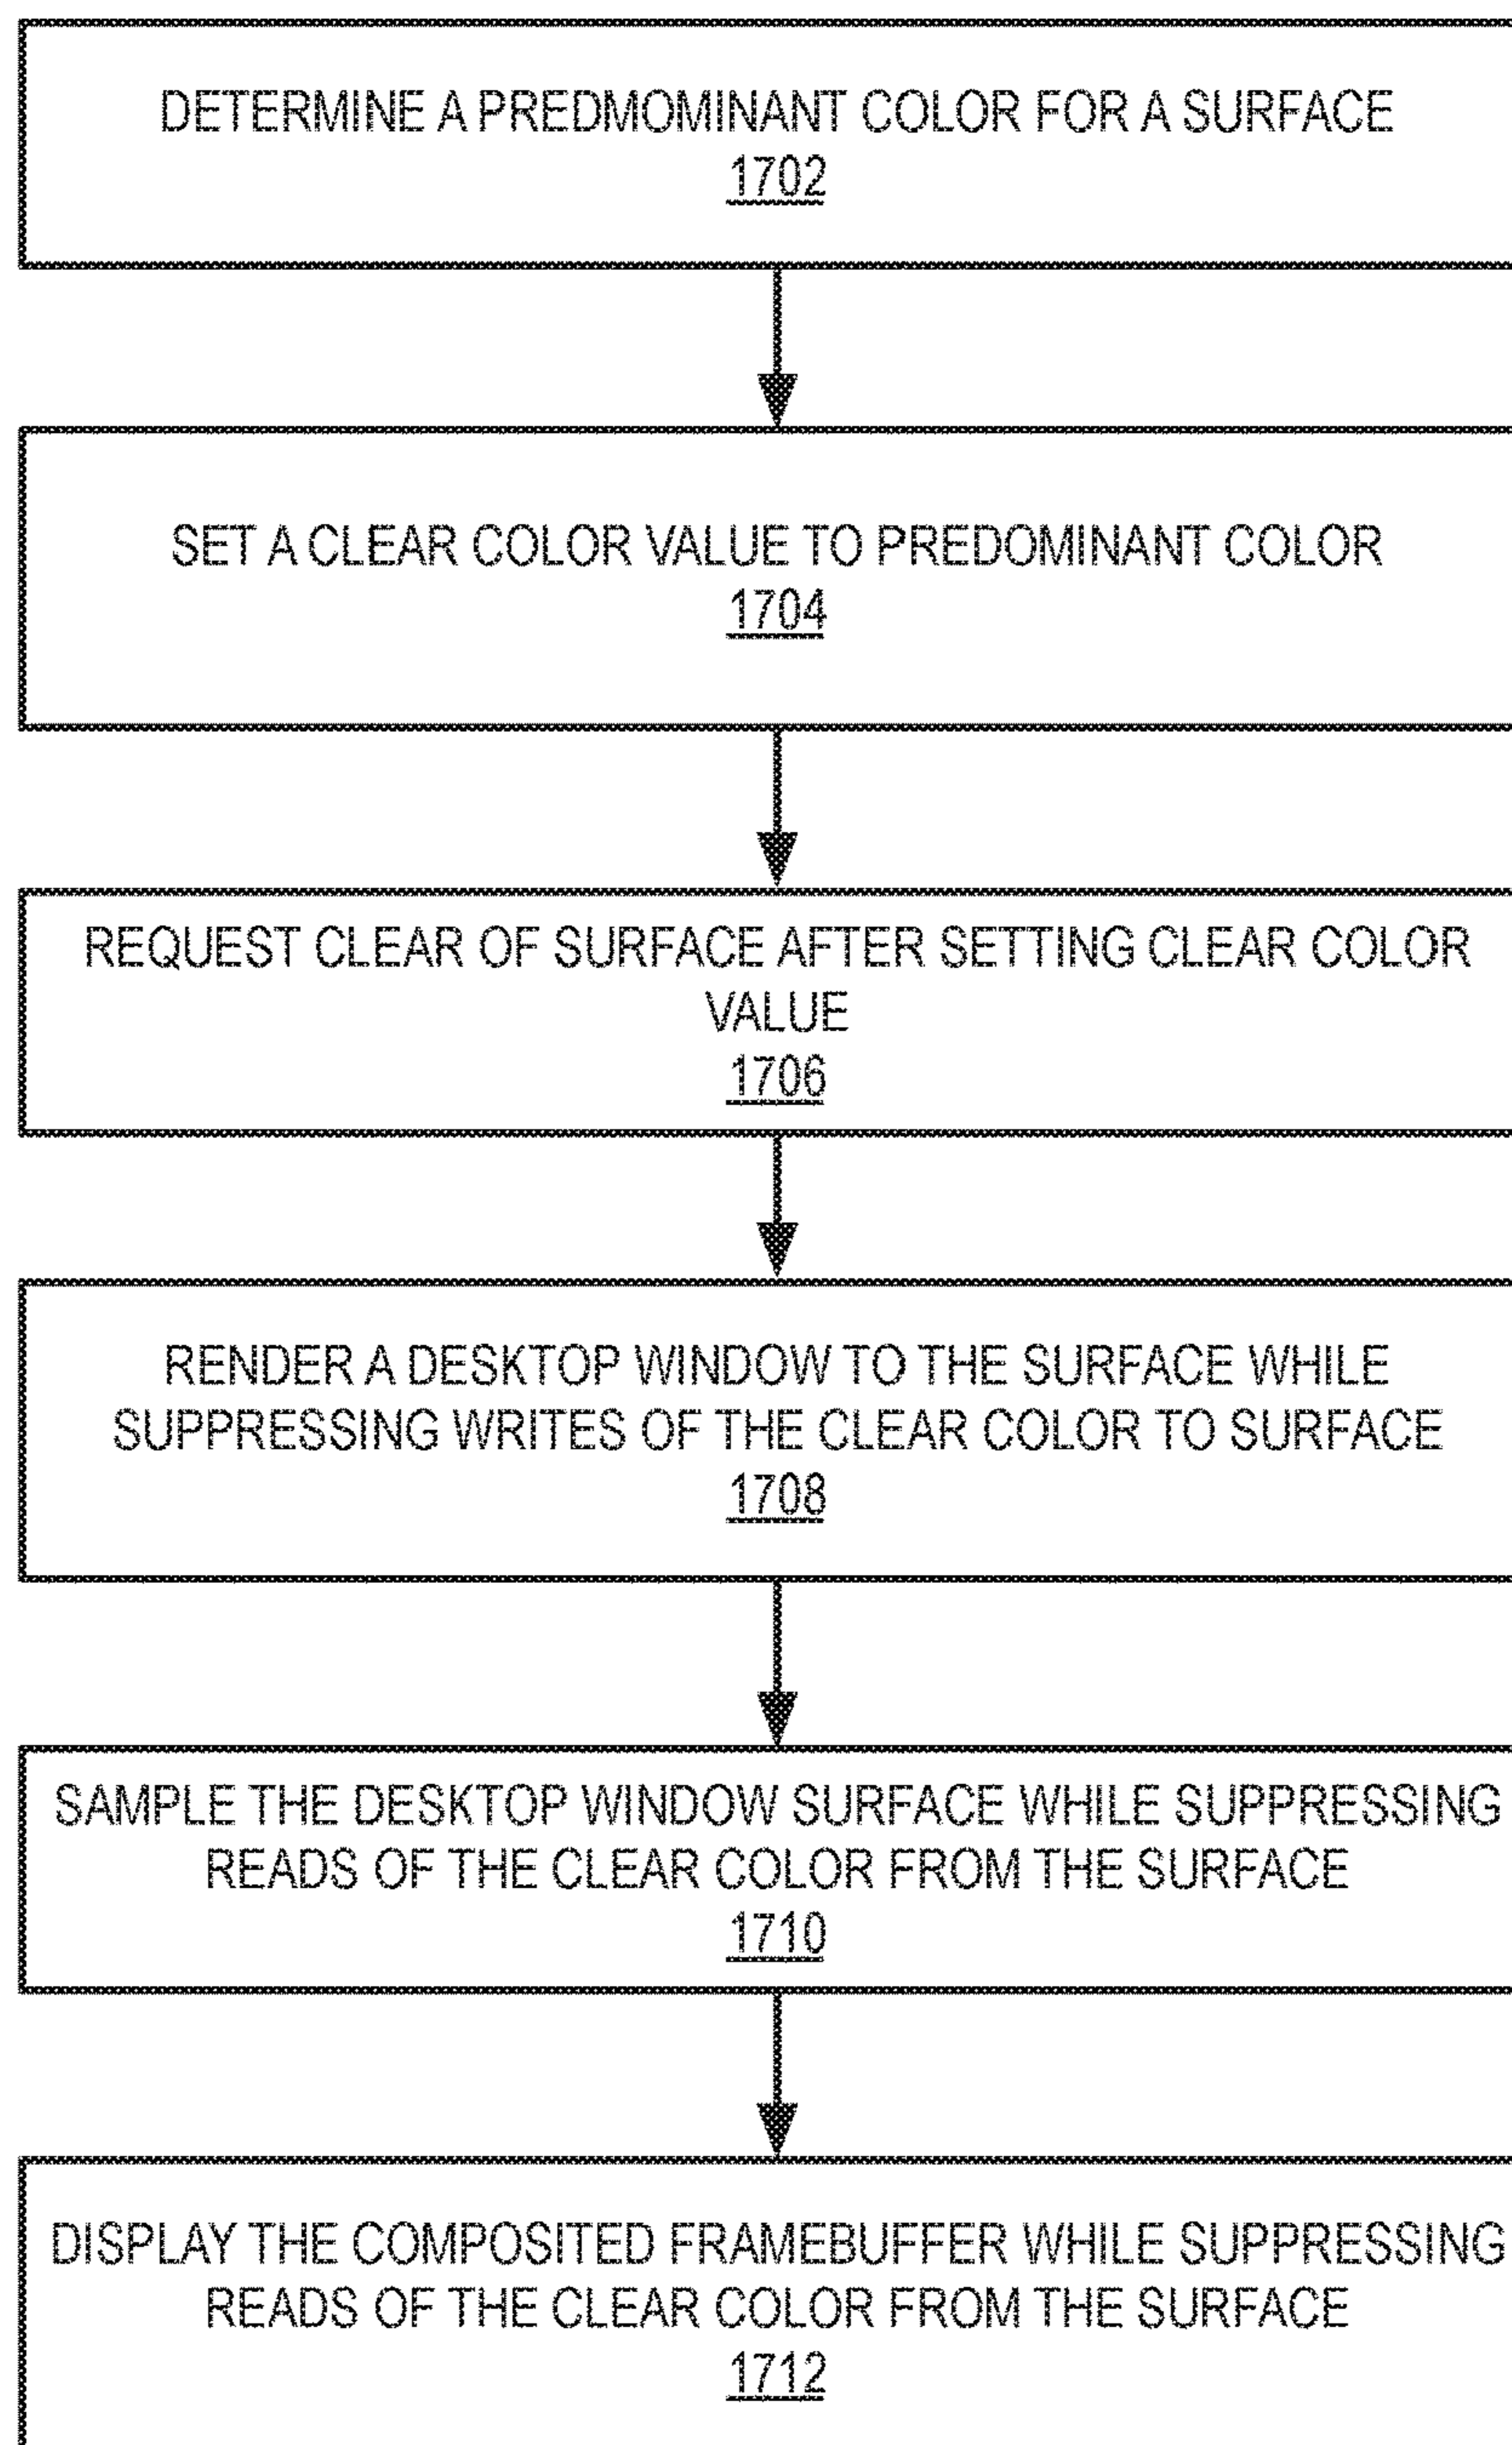 DETERMINE A PREDMOMINANT COLOR FOR A SURFACE
1702
SET A CLEAR COLOR VALUE TO PREDOMINANT COLOR
1704
REQUEST CLEAR OF SURFACE AFTER SETTING CLEAR COLOR
VALUE
1706
RENDER A DESKTOP WINDOW TO THE SURFACE WHILE
SUPPRESSING WRITES OF THE CLEAR COLOR TO SURFACE
1708
SAMPLE THE DESKTOP WINDOW SURFACE WHILE SUPPRESSING
READS OF THE CLEAR COLOR FROM THE SURFACE
1710
DISPLAY THE COMPOSITED FRAMEBUFFER WHILE SUPPRESSING
READS OF THE CLEAR COLOR FROM THE SURFACE
1712